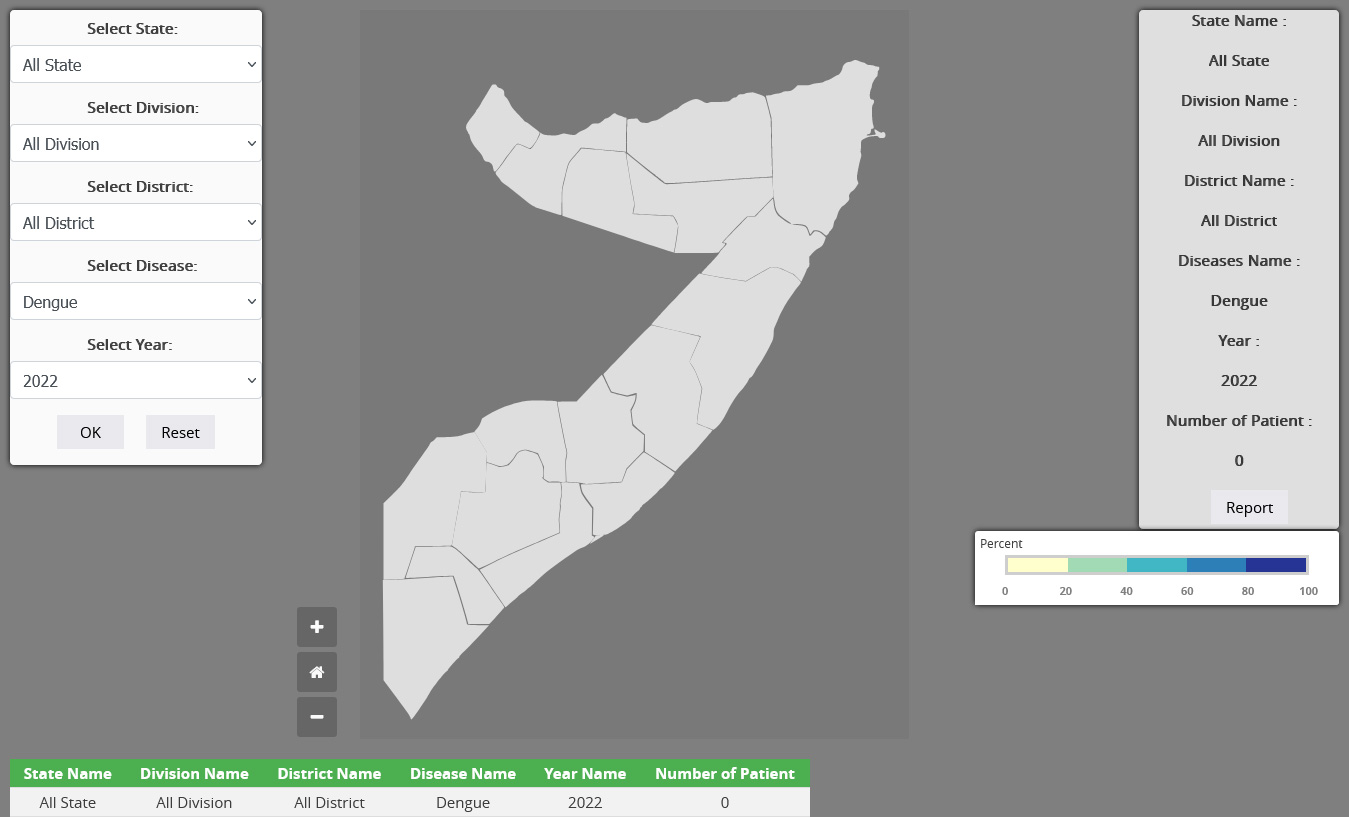 Select State:
All State
Select Division:
All Division
Select District:
All District
Select Disease:
Dengue
Select Year:
2022
OK Reset
State Name :
All State
Division Name :
All Division
District Name :
All District
Diseases Name :
Dengue
Year :
2022
Number of Patient :
0
Report
Percent
0 20 40 60 80 100
State Name Division Name District Name Disease Name Year Name Number of Patient
All State All Division All District Dengue 2022 0